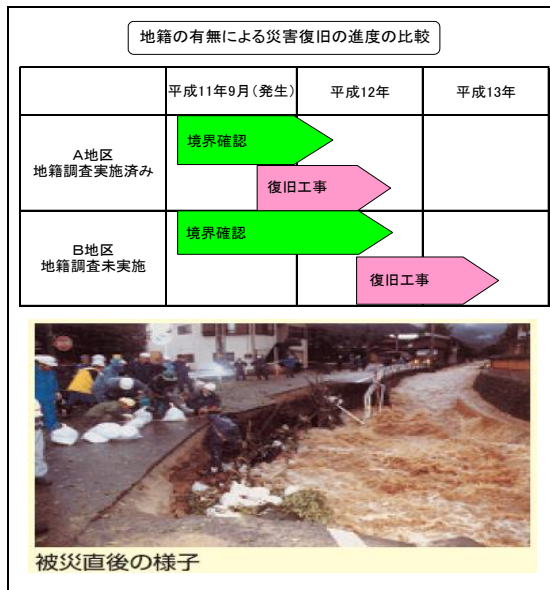 地籍の有無による災害復旧の進度の比較
平成11年9月(発生)
平成12年
平成13年
A地区
地籍調査実施済み
境界確認
復旧工事
B地区
地籍調査未実施
境界確認
復旧工事
被災直後の様子